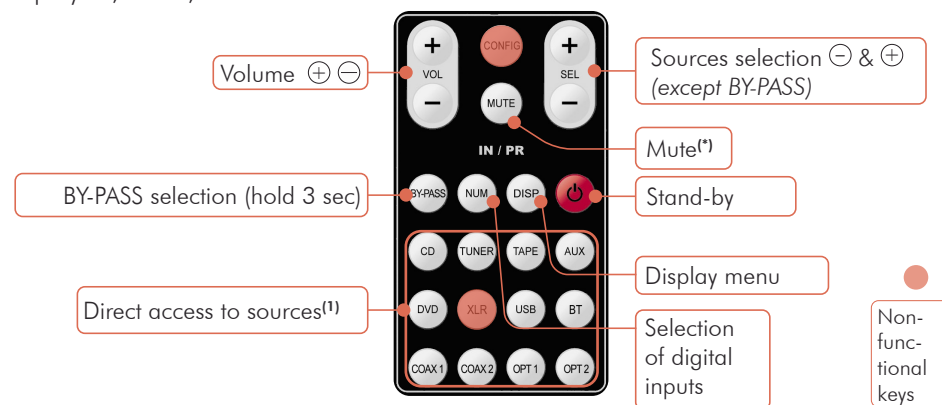 +
CONFIG
+
Volume ⊕ ⊖
VOL
SEL
Sources selection ⊖ & ⊕
(except BY-PASS)
−
MUTE
−
IN / PR
Mute(*)
BY-PASS selection (hold 3 sec)
BY-PASS
NUM
DISP
Stand-by
CD
TUNER
TAPE
AUX
Display menu
Direct access to sources(1)
DVD
XLR
USB
BT
Selection
of digital
inputs
COAX 1
COAX 2
OPT 1
OPT 2
Non-
func-
tional
keys